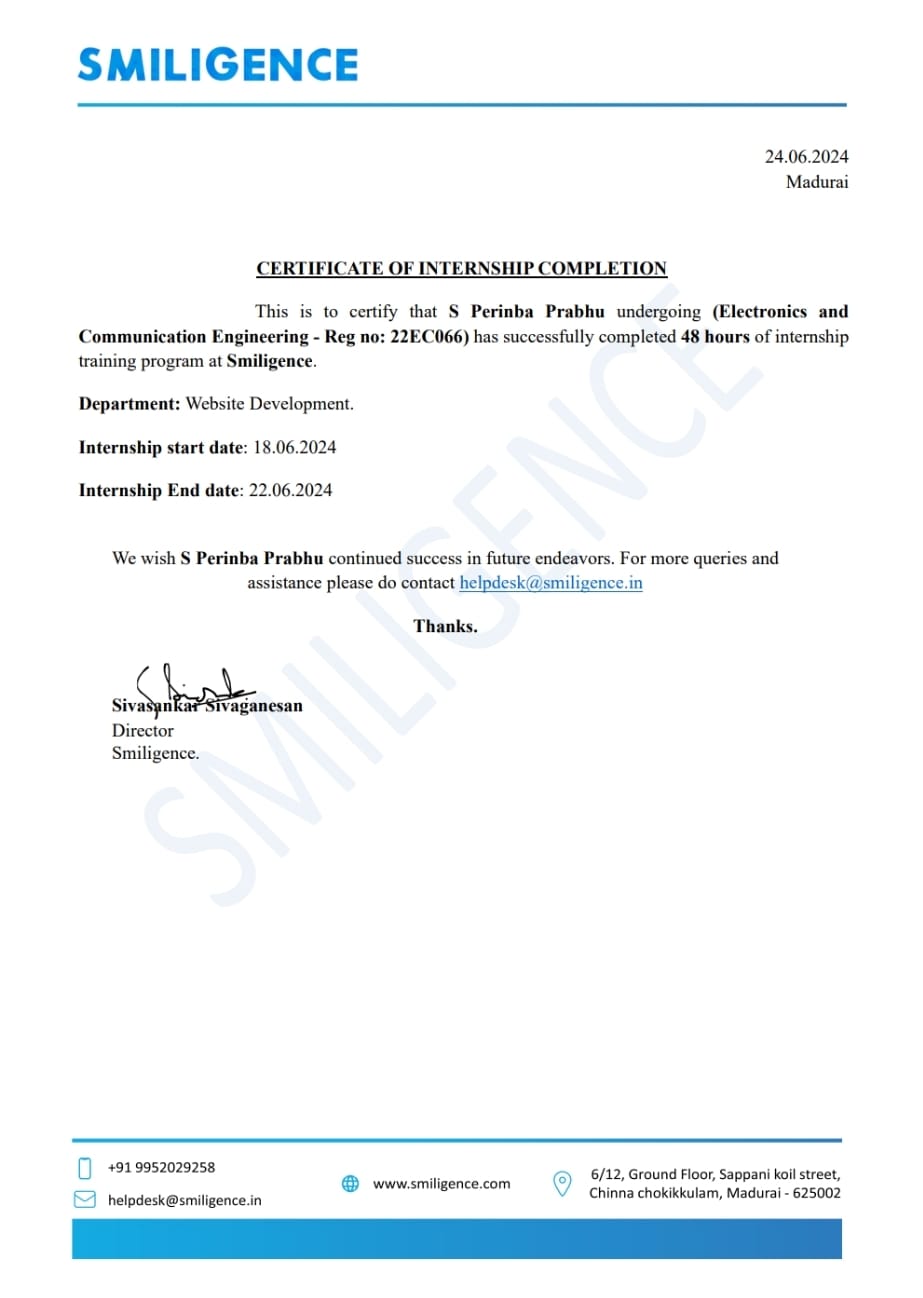 SMILIGENCE
24.06.2024
Madurai
CERTIFICATE OF INTERNSHIP COMPLETION
This is to certify that S Perinba Prabhu undergoing (Electronics and
Communication Engineering - Reg no: 22EC066) has successfully completed 48 hours of internship
training program at Smiligence.
Department: Website Development.
Internship start date: 18.06.2024
Internship End date: 22.06.2024
We wish S Perinba Prabhu continued success in future endeavors. For more queries and
assistance please do contact helpdesk@smiligence.in
Thanks.
Sivasankar Sivaganesan
Director
Smiligence.
SMILIGENCE
+91 9952029258
helpdesk@smiligence.in
www.smiligence.com
6/12, Ground Floor, Sappani koil street,
Chinna chokikkulam, Madurai - 625002